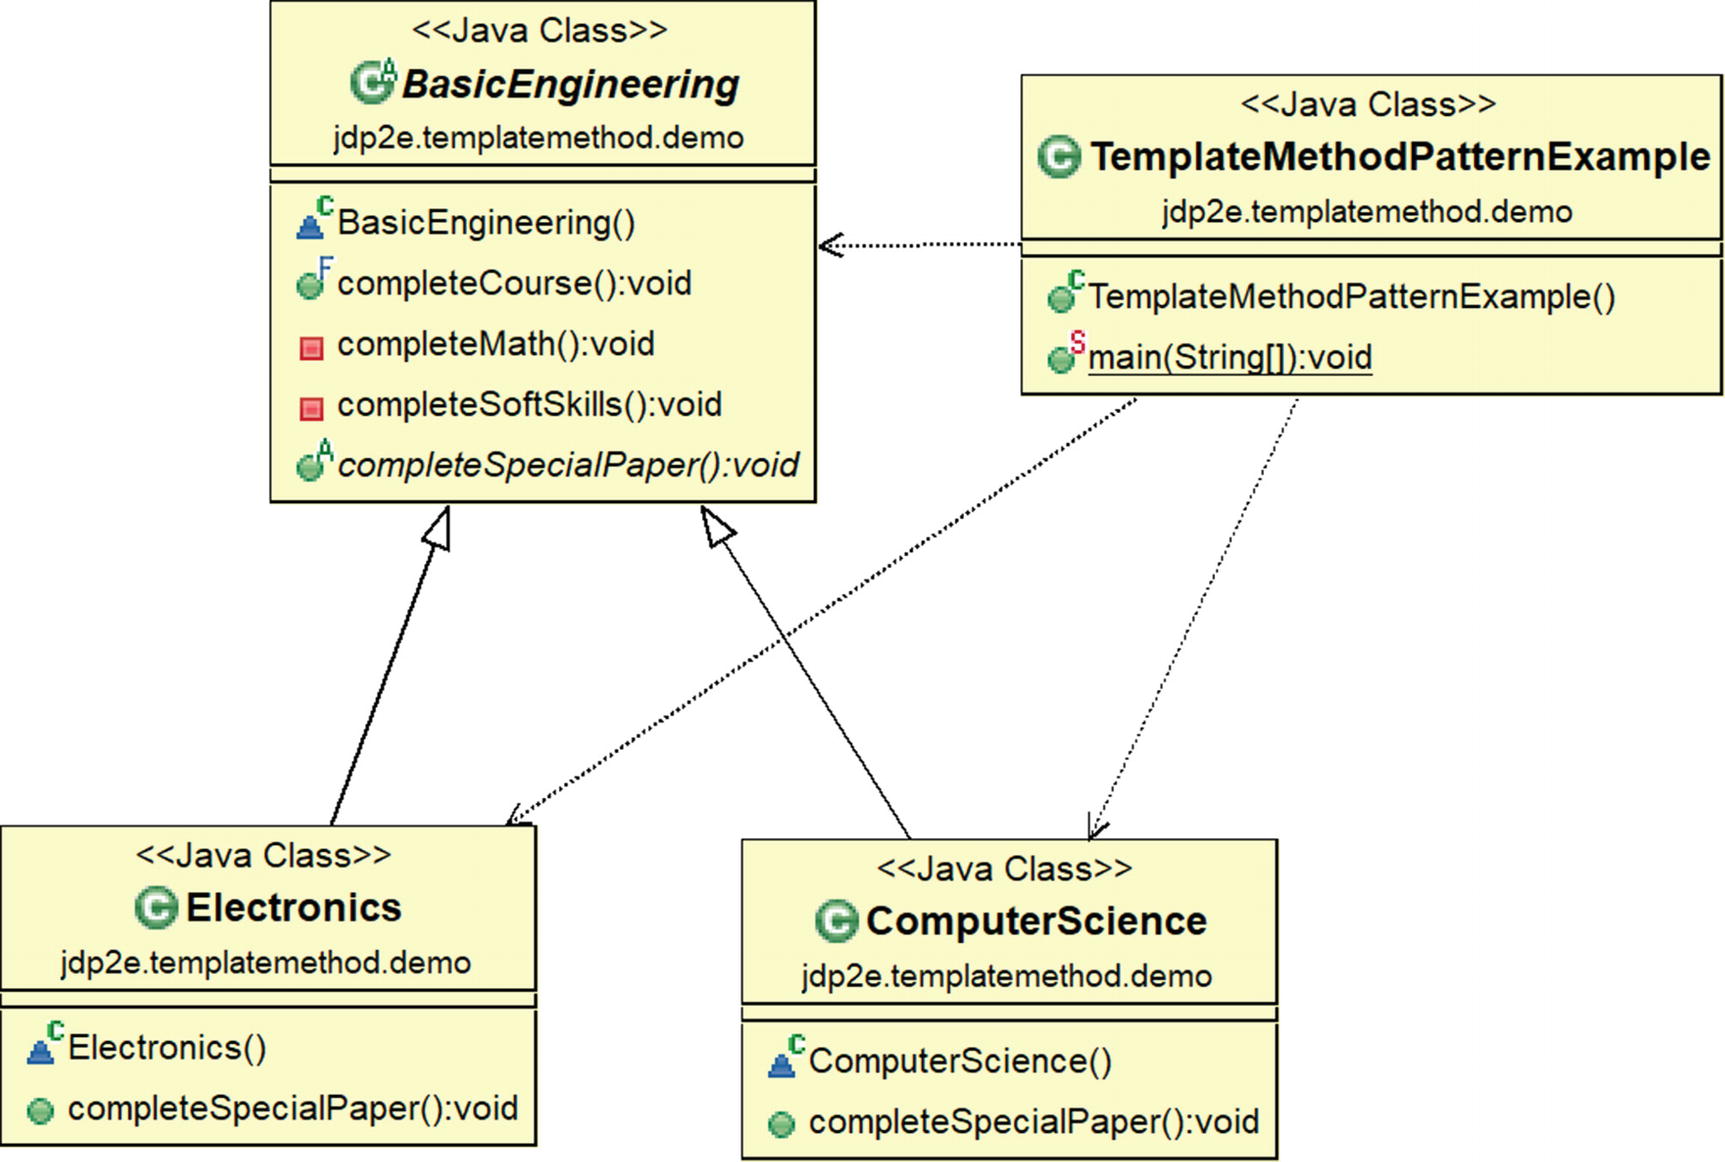 <<Java Class>>
BasicEngineering
jdp2e.templatemethod.demo
BasicEngineering()
completeCourse():void
completeMath():void
completeSoftSkills():void
completeSpecialPaper():void
<<Java Class>>
TemplateMethodPatternExample
jdp2e.templatemethod.demo
TemplateMethodPatternExample()
main(String[]):void
<<Java Class>>
Electronics
jdp2e.templatemethod.demo
Electronics()
completeSpecialPaper():void
<<Java Class>>
ComputerScience
jdp2e.templatemethod.demo
ComputerScience()
completeSpecialPaper():void